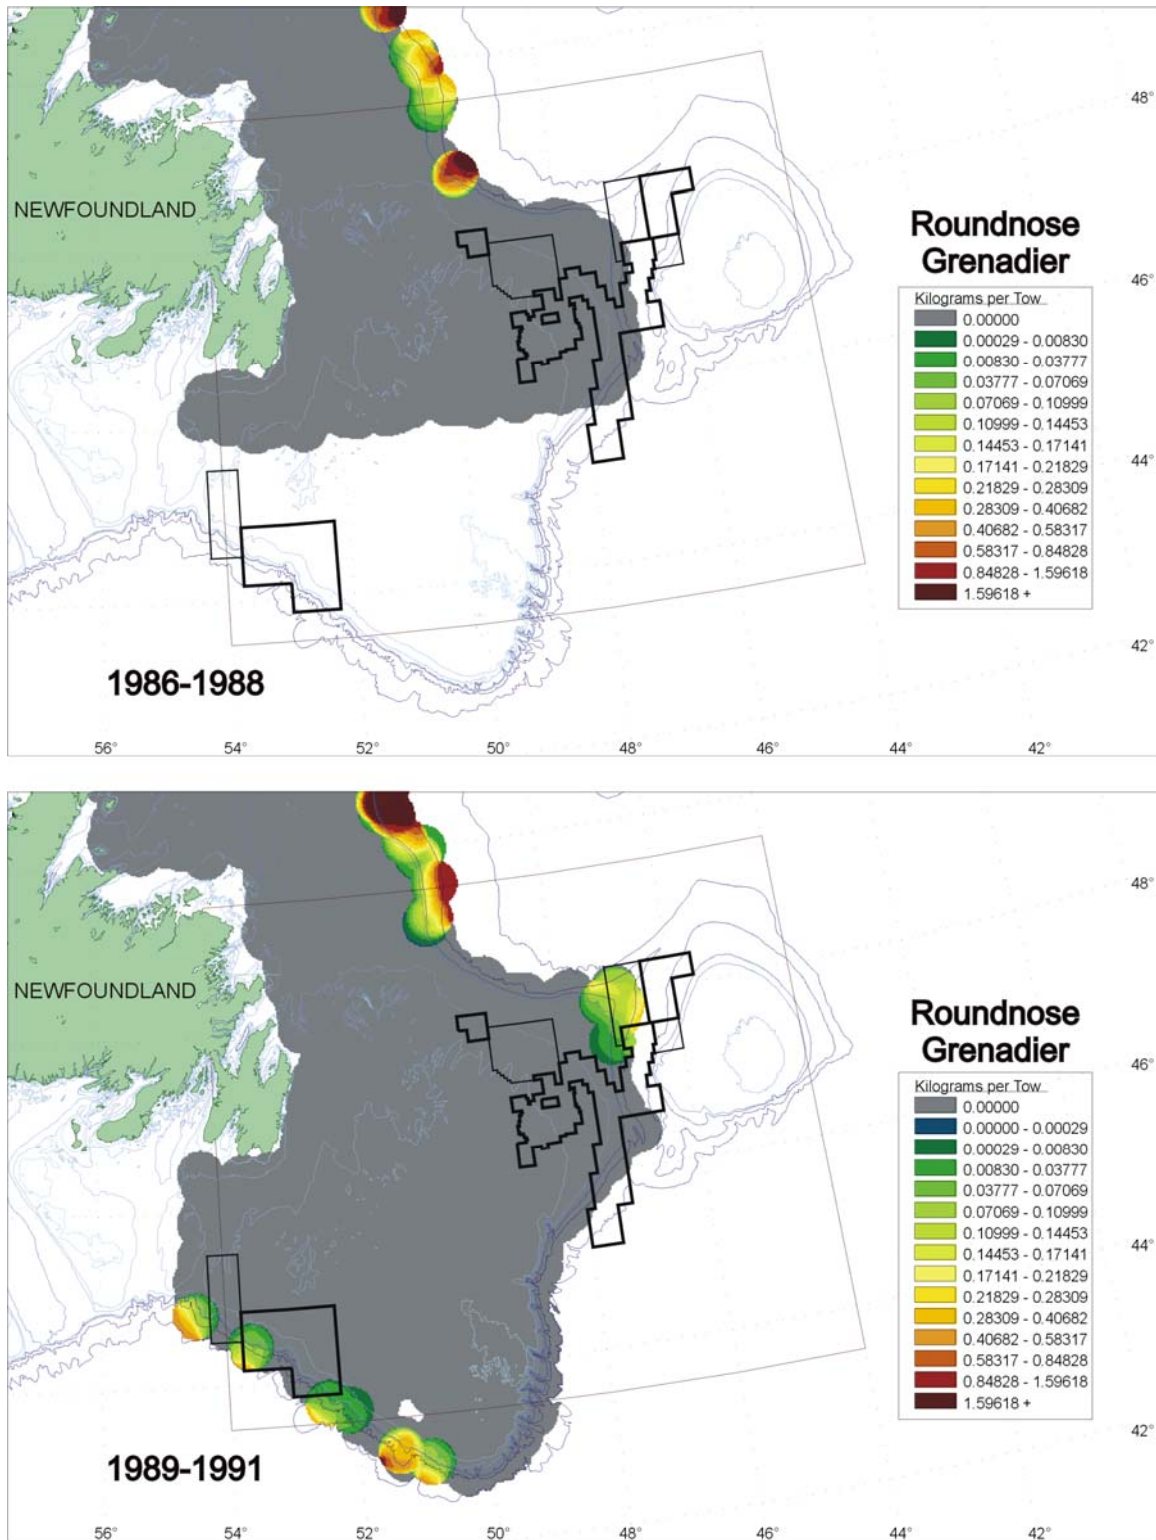 NEWFOUNDLAND
Roundnose
Grenadier
Kilograms per Tow
0.00000
0.00029 - 0.00830
0.00830 - 0.03777
0.03777 - 0.07069
0.07069 - 0.10999
0.10999 - 0.14453
0.14453 - 0.17141
0.17141 - 0.21829
0.21829 - 0.28309
0.28309 - 0.40682
0.40682 - 0.58317
0.58317 - 0.84828
0.84828 - 1.59618
1.59618 +
48°
46°
44°
42°
1986-1988
56° 54° 52° 50° 48° 46° 44° 42°
NEWFOUNDLAND
Roundnose
Grenadier
Kilograms per Tow
0.00000
0.00000 - 0.00029
0.00029 - 0.00830
0.00830 - 0.03777
0.03777 - 0.07069
0.07069 - 0.10999
0.10999 - 0.14453
0.14453 - 0.17141
0.17141 - 0.21829
0.21829 - 0.28309
0.28309 - 0.40682
0.40682 - 0.58317
0.58317 - 0.84828
0.84828 - 1.59618
1.59618 +
48°
46°
44°
42°
1989-1991
56° 54° 52° 50° 48° 46° 44° 42°